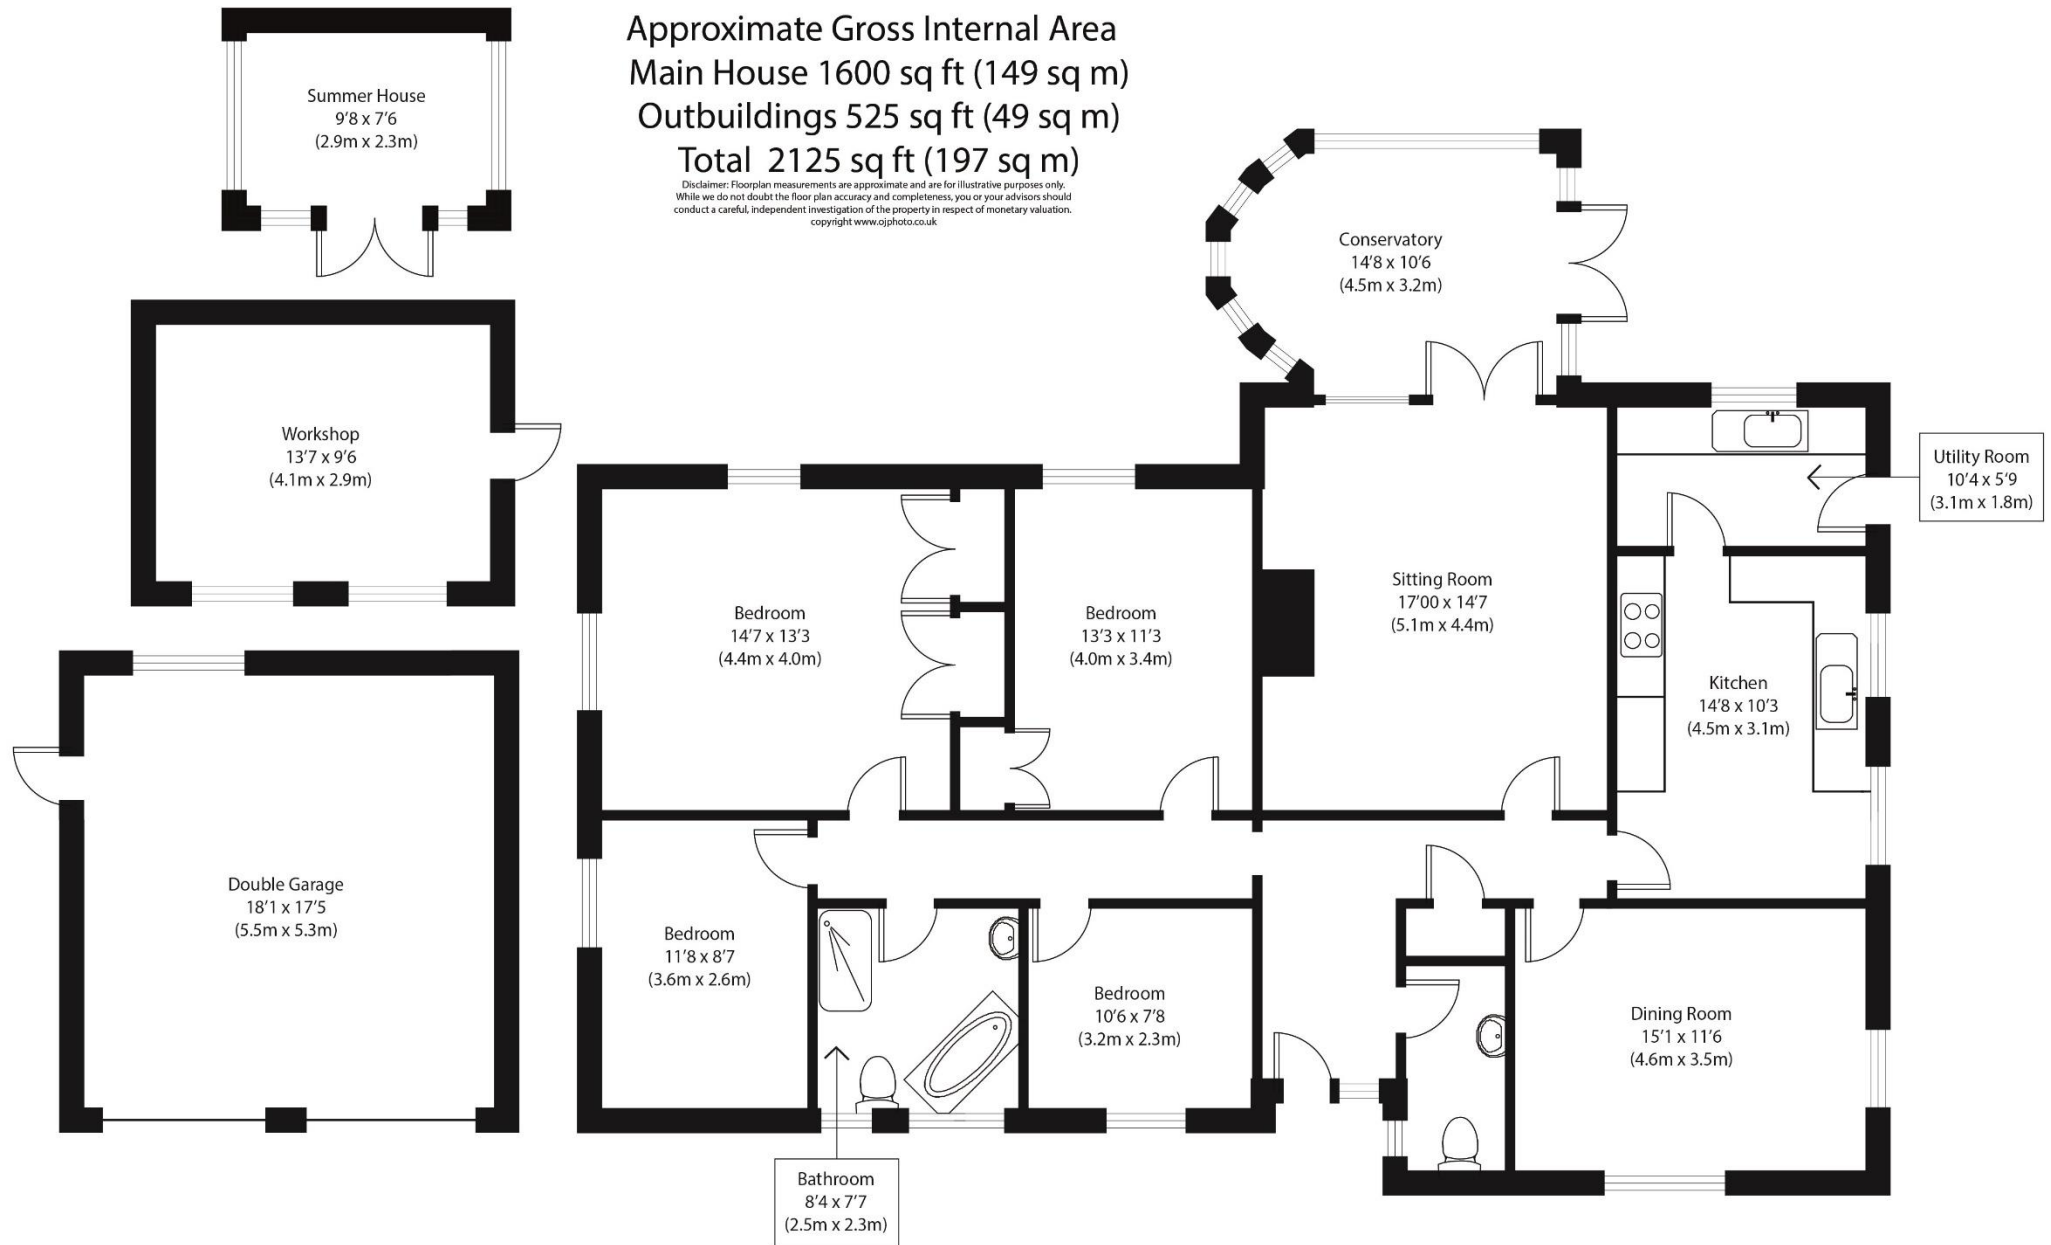 Approximate Gross Internal Area
Main House 1600 sq ft (149 sq m)
Outbuildings 525 sq ft (49 sq m)
Total 2125 sq ft (197 sq m)
Disclaimer: Floorplan measurements are approximate and are for illustrative purposes only.
While we do not doubt the floor plan accuracy and completeness, you or your advisors should
conduct a careful, independent investigation of the property in respect of monetary valuation.
copyright www.ojphoto.co.uk
Summer House
9'8 x 7'6
(2.9m x 2.3m)
Conservatory
14'8 x 10'6
(4.5m x 3.2m)
Workshop
13'7 x 9'6
(4.1m x 2.9m)
Utility Room
10'4 x 5'9
(3.1m x 1.8m)
Bedroom
14'7 x 13'3
(4.4m x 4.0m)
Bedroom
13'3 x 11'3
(4.0m x 3.4m)
Sitting Room
17'00 x 14'7
(5.1m x 4.4m)
Kitchen
14'8 x 10'3
(4.5m x 3.1m)
Double Garage
18'1 x 17'5
(5.5m x 5.3m)
Bedroom
11'8 x 8'7
(3.6m x 2.6m)
Bedroom
10'6 x 7'8
(3.2m x 2.3m)
Dining Room
15'1 x 11'6
(4.6m x 3.5m)
Bathroom
8'4 x 7'7
(2.5m x 2.3m)